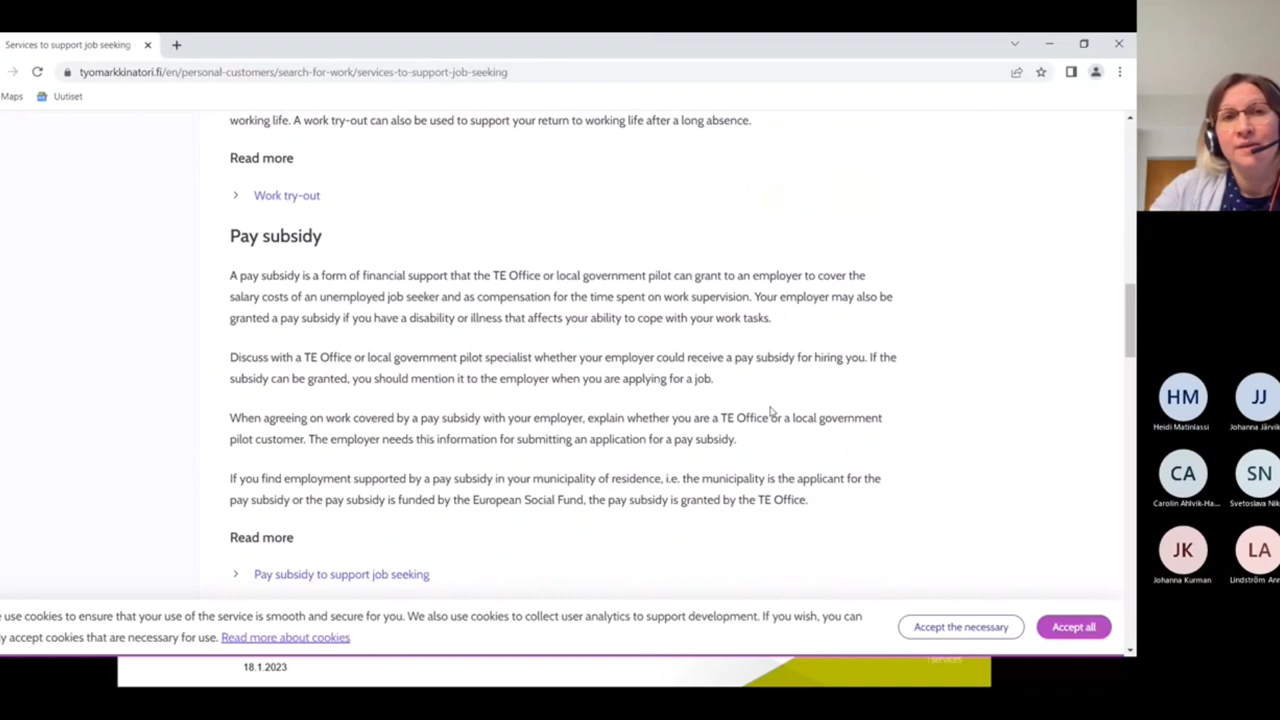 Services to support job seeking
tyomarkkinatori.fi/en/personal-customers/search-for-work/services-to-support-job-seeking
Maps Uutiset
working life. A work try-out can also be used to support your return to working life after a long absence.
Read more
Work try-out
Pay subsidy
A pay subsidy is a form of financial support that the TE Office or local government pilot can grant to an employer to cover the
salary costs of an unemployed job seeker and as compensation for the time spent on work supervision. Your employer may also be
granted a pay subsidy if you have a disability or illness that affects your ability to cope with your work tasks.
Discuss with a TE Office or local government pilot specialist whether your employer could receive a pay subsidy for hiring you. If the
subsidy can be granted, you should mention it to the employer when you are applying for a job.
When agreeing on work covered by a pay subsidy with your employer, explain whether you are a TE Office or a local government
pilot customer. The employer needs this information for submitting an application for a pay subsidy.
If you find employment supported by a pay subsidy in your municipality of residence, i.e. the municipality is the applicant for the
pay subsidy or the pay subsidy is funded by the European Social Fund, the pay subsidy is granted by the TE Office.
Read more
Pay subsidy to support job seeking
use cookies to ensure that your use of the service is smooth and secure for you. We also use cookies to collect user analytics to support development. If you wish, you can
y accept cookies that are necessary for use. Read more about cookies
Accept the necessary
Accept all
18.1.2023
services
HM
JJ
Heidi Matinlassi
Johanna Järvik
CA
SN
Carolin Ahlvik-Ha...
Svetoslava Nik
JK
LA
Johanna Kurman
Lindström Ann